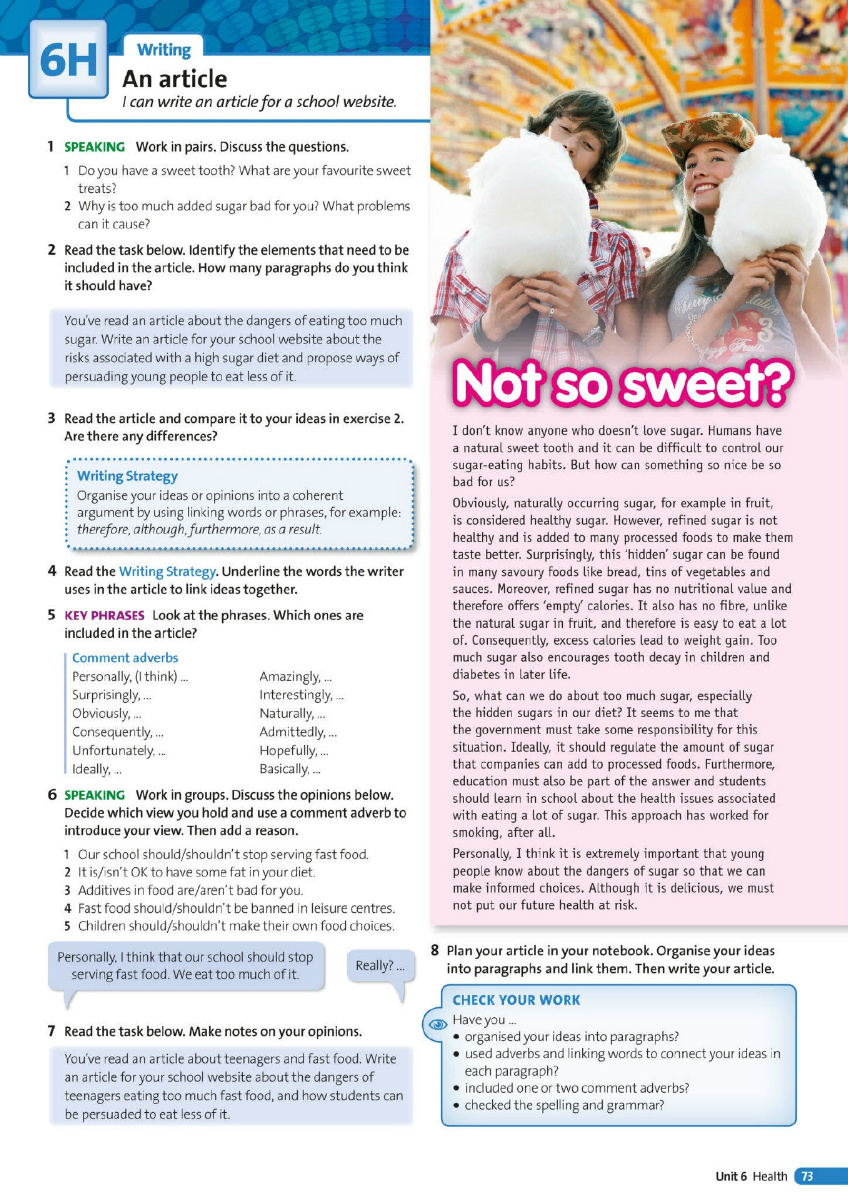 6H
Writing
An article
I can write an article for a school website.
1 SPEAKING Work in pairs. Discuss the questions.
1 Do you have a sweet tooth? What are your favourite sweet
treats?
2 Why is too much added sugar bad for you? What problems
can it cause?
2 Read the task below. Identify the elements that need to be
included in the article. How many paragraphs do you think
it should have?
You've read an article about the dangers of eating too much
sugar. Write an article for your school website about the
risks associated with a high sugar diet and propose ways of
persuading young people to eat less of it.
3 Read the article and compare it to your ideas in exercise 2.
Are there any differences?
Writing Strategy
Organise your ideas or opinions into a coherent
argument by using linking words or phrases, for example:
therefore, although, furthermore, as a result.
4 Read the Writing Strategy. Underline the words the writer
uses in the article to link ideas together.
5 KEY PHRASES Look at the phrases. Which ones are
included in the article?
Comment adverbs
Personally, (I think) ... Amazingly, ...
Surprisingly, ... Interestingly, ...
Obviously, ... Naturally, ...
Consequently, ... Admittedly, ...
Unfortunately, ... Hopefully, ...
Ideally, ... Basically, ...
6 SPEAKING Work in groups. Discuss the opinions below.
Decide which view you hold and use a comment adverb to
introduce your view. Then add a reason.
1 Our school should/shouldn't stop serving fast food.
2 It is/isn't OK to have some fat in your diet.
3 Additives in food are/aren't bad for you.
4 Fast food should/shouldn't be banned in leisure centres.
5 Children should/shouldn't make their own food choices.
Personally, I think that our school should stop
serving fast food. We eat too much of it.
Really? ...
7 Read the task below. Make notes on your opinions.
You've read an article about teenagers and fast food. Write
an article for your school website about the dangers of
teenagers eating too much fast food, and how students can
be persuaded to eat less of it.
Not so sweet?
I don't know anyone who doesn't love sugar. Humans have
a natural sweet tooth and it can be difficult to control our
sugar-eating habits. But how can something so nice be so
bad for us?
Obviously, naturally occurring sugar, for example in fruit,
is considered healthy sugar. However, refined sugar is not
healthy and is added to many processed foods to make them
taste better. Surprisingly, this 'hidden' sugar can be found
in many savoury foods like bread, tins of vegetables and
sauces. Moreover, refined sugar has no nutritional value and
therefore offers 'empty' calories. It also has no fibre, unlike
the natural sugar in fruit, and therefore is easy to eat a lot
of. Consequently, excess calories lead to weight gain. Too
much sugar also encourages tooth decay in children and
diabetes in later life.
So, what can we do about too much sugar, especially
the hidden sugars in our diet? It seems to me that
the government must take some responsibility for this
situation. Ideally, it should regulate the amount of sugar
that companies can add to processed foods. Furthermore,
education must also be part of the answer and students
should learn in school about the health issues associated
with eating a lot of sugar. This approach has worked for
smoking, after all.
Personally, I think it is extremely important that young
people know about the dangers of sugar so that we can
make informed choices. Although it is delicious, we must
not put our future health at risk.
8 Plan your article in your notebook. Organise your ideas
into paragraphs and link them. Then write your article.
CHECK YOUR WORK
Have you ...
• organised your ideas into paragraphs?
• used adverbs and linking words to connect your ideas in
each paragraph?
• included one or two comment adverbs?
• checked the spelling and grammar?
Unit 6 Health 73